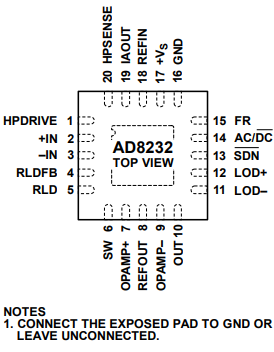 20 HPSENSE
19 IAOUT
18 REFIN
17 +VS
16 GND
HPDRIVE 1
+IN 2
–IN 3
RLDFB 4
RLD 5
AD8232
TOP VIEW
15 FR
14 AC/DC
13 SDN
12 LOD+
11 LOD–
SW 6
OPAMP+ 7
REFOUT 8
OPAMP– 9
OUT 10
NOTES
1. CONNECT THE EXPOSED PAD TO GND OR
LEAVE UNCONNECTED.